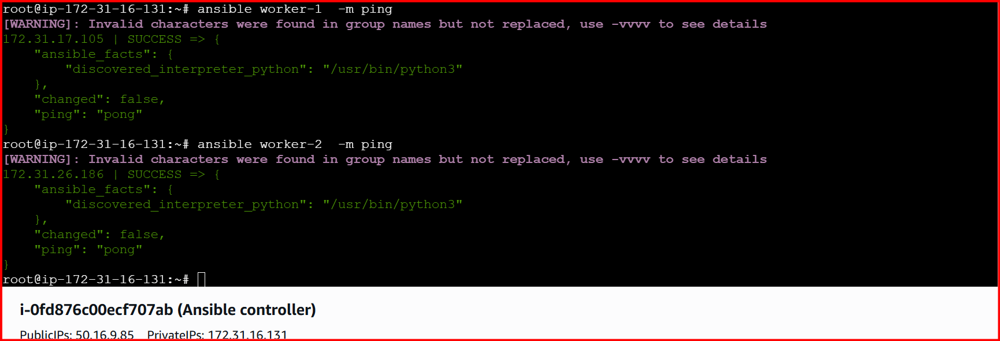 root@ip-172-31-16-131:~# ansible worker-1  -m ping
[WARNING]: Invalid characters were found in group names but not replaced, use -vvvv to see details
172.31.17.105 | SUCCESS => {
    "ansible_facts": {
        "discovered_interpreter_python": "/usr/bin/python3"
    },
    "changed": false,
    "ping": "pong"
}
root@ip-172-31-16-131:~# ansible worker-2  -m ping
[WARNING]: Invalid characters were found in group names but not replaced, use -vvvv to see details
172.31.26.186 | SUCCESS => {
    "ansible_facts": {
        "discovered_interpreter_python": "/usr/bin/python3"
    },
    "changed": false,
    "ping": "pong"
}
root@ip-172-31-16-131:~#
i-0fd876c00ecf707ab (Ansible controller)
PublicIPs: 50.16.9.85    PrivateIPs: 172.31.16.131